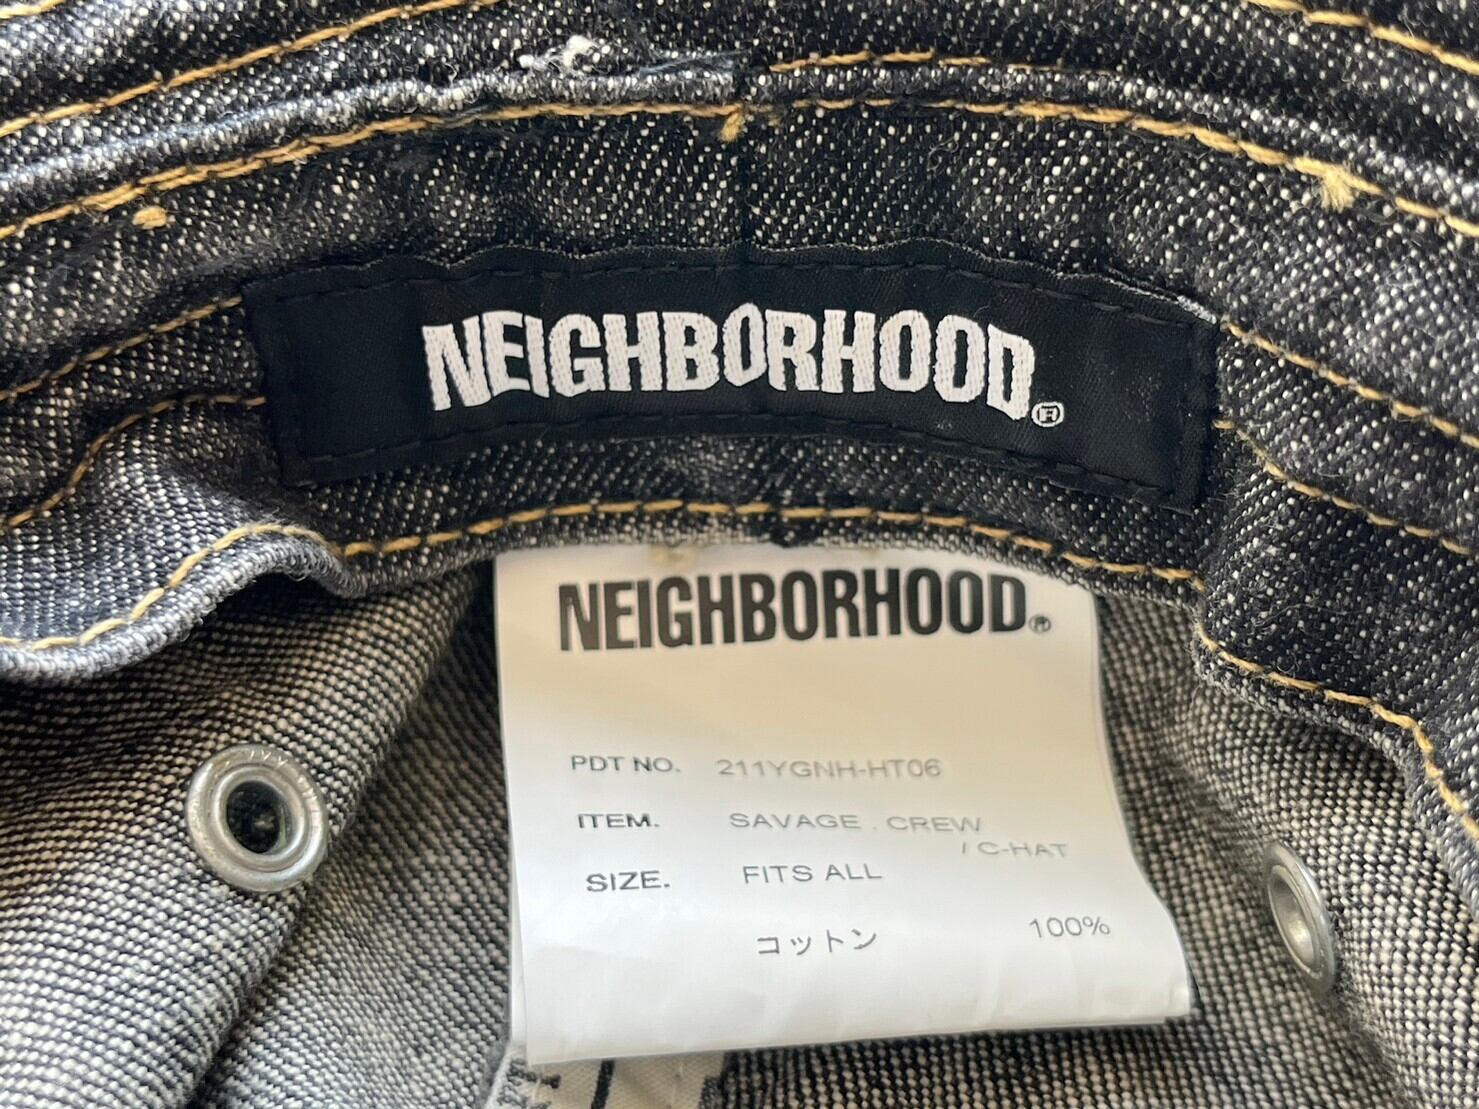 NEIGHBORHOOD®
NEIGHBORHOOD®
PDT NO. 211YGNH-HT06
ITEM. SAVAGE . CREW
/ C-HAT
SIZE. FITS ALL
コットン 100%